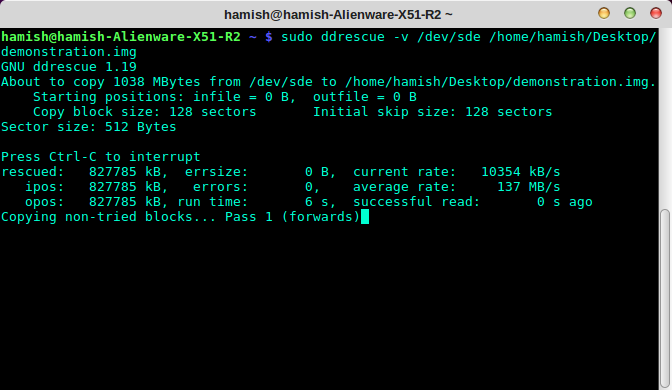 hamish@hamish-Alienware-X51-R2 ~
hamish@hamish-Alienware-X51-R2 ~ $ sudo ddrescue -v /dev/sde /home/hamish/Desktop/
demonstration.img
GNU ddrescue 1.19
About to copy 1038 MBytes from /dev/sde to /home/hamish/Desktop/demonstration.img.
    Starting positions: infile = 0 B,  outfile = 0 B
    Copy block size: 128 sectors       Initial skip size: 128 sectors
Sector size: 512 Bytes

Press Ctrl-C to interrupt
rescued:   827785 kB,  errsize:       0 B,  current rate:   10354 kB/s
   ipos:   827785 kB,   errors:       0,    average rate:     137 MB/s
   opos:   827785 kB, run time:       6 s,  successful read:       0 s ago
Copying non-tried blocks... Pass 1 (forwards)